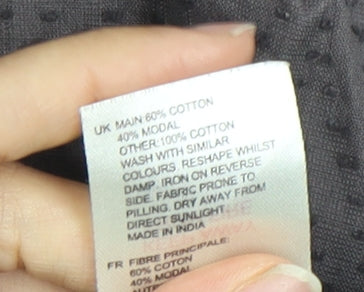 UK MAIN:60% COTTON
40% MODAL
OTHER:100% COTTON
WASH WITH SIMILAR
COLOURS. RESHAPE WHILST
DAMP. IRON ON REVERSE
SIDE. FABRIC PRONE TO
PILLING. DRY AWAY FROM
DIRECT SUNLIGHT.
MADE IN INDIA
FR FIBRE PRINCIPALE:
60% COTON
40% MODAL